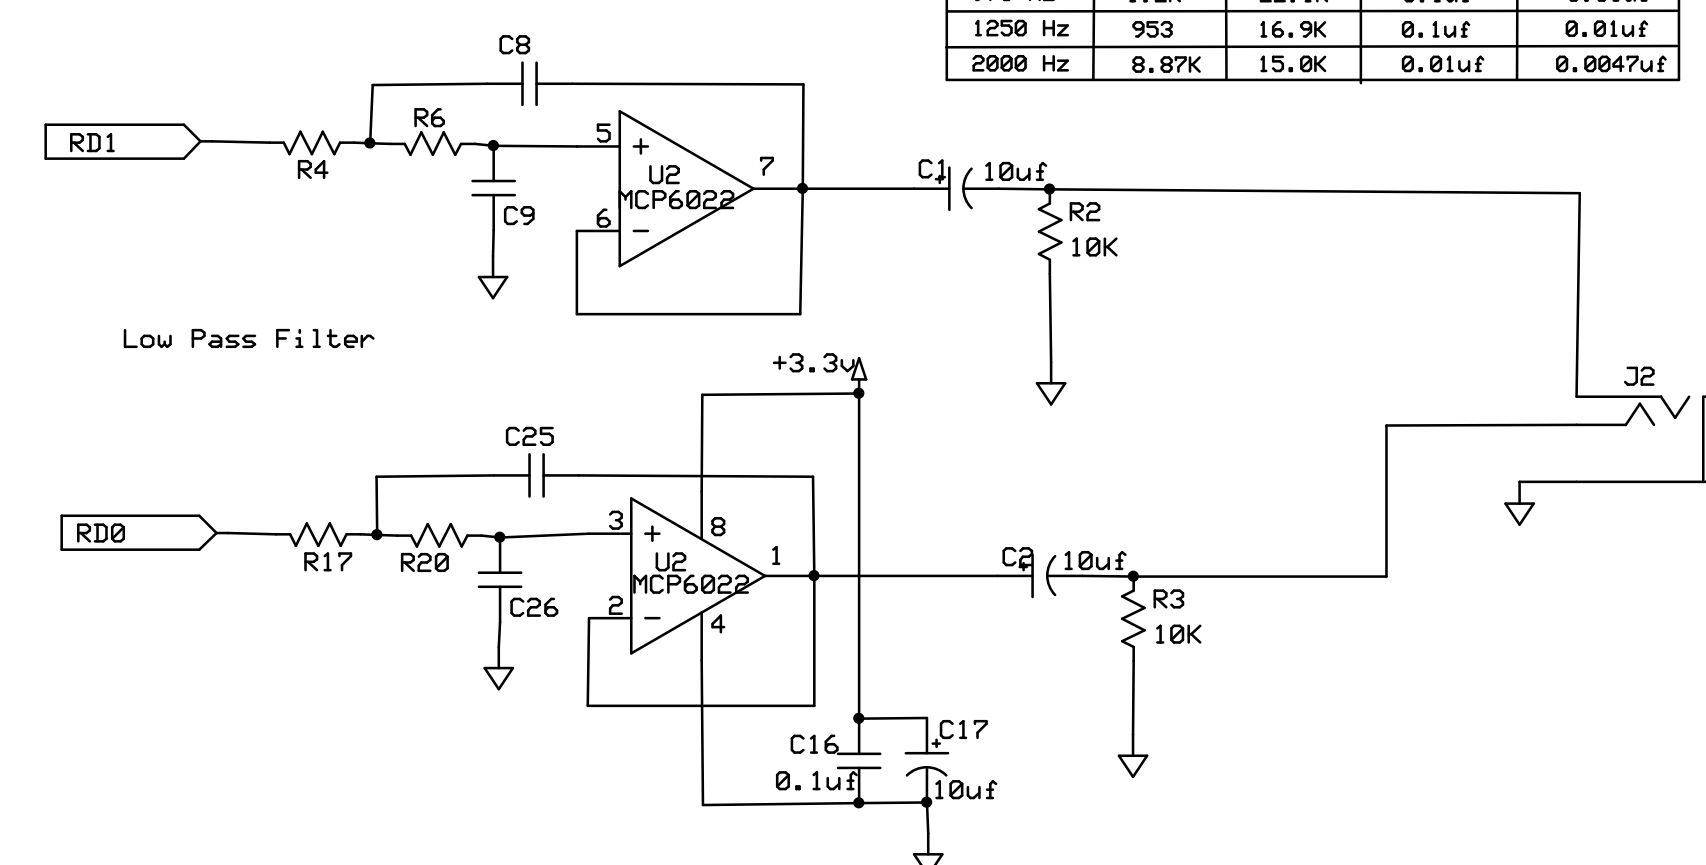 1250 Hz 953 16.9K 0.1uf 0.01uf
2000 Hz 8.87K 15.0K 0.01uf 0.0047uf
C8
RD1
R4
R6
C9
5
+
6
-
7
U2
MCP6022
C1
+
10uf
R2
10K
Low Pass Filter
+3.3v
J2
C25
RD0
R17
R20
C26
3
+
2
-
8
1
4
U2
MCP6022
C2
+
10uf
R3
10K
C16
0.1uf
+
C17
10uf